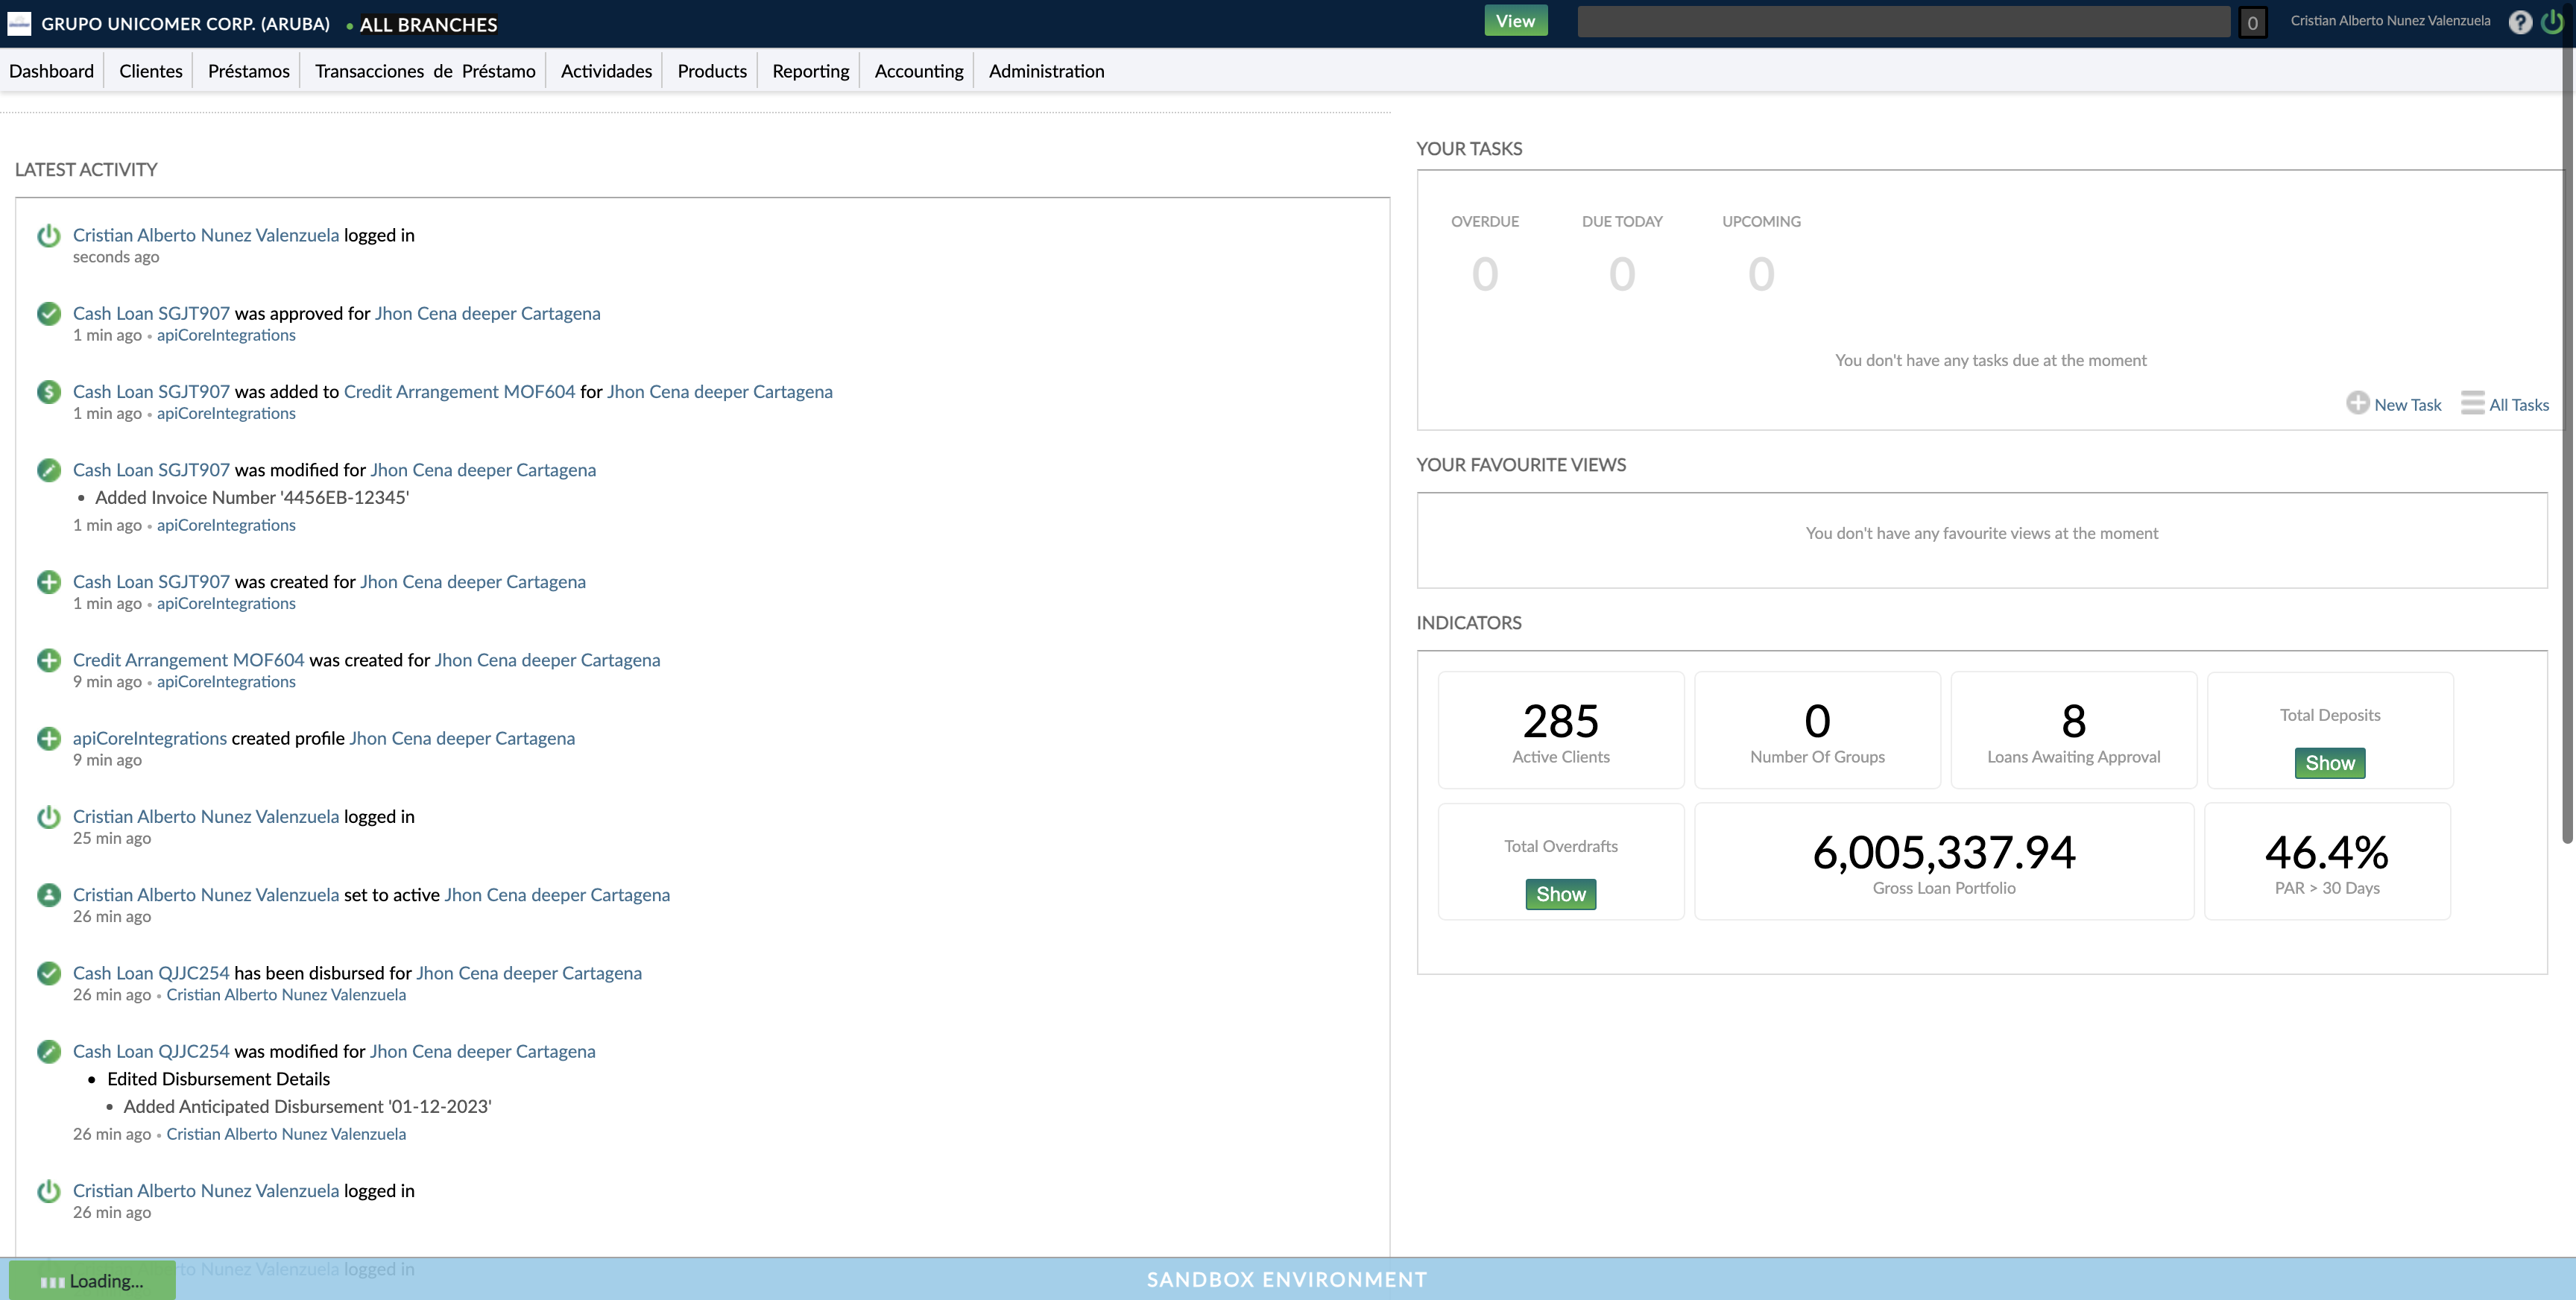 GRUPO UNICOMER CORP. (ARUBA) • ALL BRANCHES
View
0
Cristian Alberto Nunez Valenzuela
?
Dashboard Clientes Préstamos Transacciones de Préstamo Actividades Products Reporting Accounting Administration
LATEST ACTIVITY
Cristian Alberto Nunez Valenzuela logged in
seconds ago
Cash Loan SGJT907 was approved for Jhon Cena deeper Cartagena
1 min ago • apiCoreIntegrations
Cash Loan SGJT907 was added to Credit Arrangement MOF604 for Jhon Cena deeper Cartagena
1 min ago • apiCoreIntegrations
Cash Loan SGJT907 was modified for Jhon Cena deeper Cartagena
• Added Invoice Number '4456EB-12345'
1 min ago • apiCoreIntegrations
Cash Loan SGJT907 was created for Jhon Cena deeper Cartagena
1 min ago • apiCoreIntegrations
Credit Arrangement MOF604 was created for Jhon Cena deeper Cartagena
9 min ago • apiCoreIntegrations
apiCoreIntegrations created profile Jhon Cena deeper Cartagena
9 min ago
Cristian Alberto Nunez Valenzuela logged in
25 min ago
Cristian Alberto Nunez Valenzuela set to active Jhon Cena deeper Cartagena
26 min ago
Cash Loan QJJC254 has been disbursed for Jhon Cena deeper Cartagena
26 min ago • Cristian Alberto Nunez Valenzuela
Cash Loan QJJC254 was modified for Jhon Cena deeper Cartagena
• Edited Disbursement Details
• Added Anticipated Disbursement '01-12-2023'
26 min ago • Cristian Alberto Nunez Valenzuela
Cristian Alberto Nunez Valenzuela logged in
26 min ago
Nunez Valenzuela logged in
YOUR TASKS
OVERDUE DUE TODAY UPCOMING
0 0 0
You don't have any tasks due at the moment
New Task All Tasks
YOUR FAVOURITE VIEWS
You don't have any favourite views at the moment
INDICATORS
285
Active Clients
0
Number Of Groups
8
Loans Awaiting Approval
Total Deposits
Show
Total Overdrafts
Show
6,005,337.94
Gross Loan Portfolio
46.4%
PAR > 30 Days
Loading...
SANDBOX ENVIRONMENT